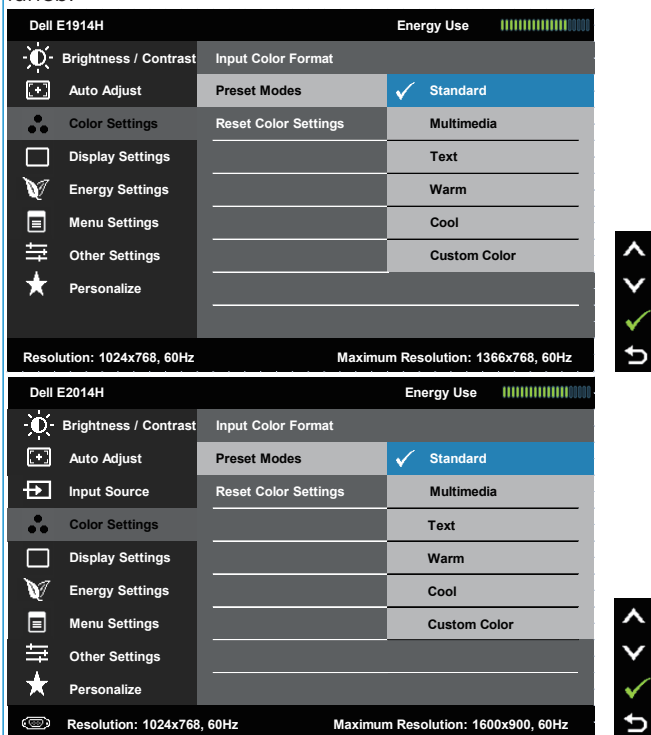 Dell E1914H Energy Use
Brightness / Contrast Input Color Format
Auto Adjust Preset Modes Standard
Color Settings Reset Color Settings Multimedia
Display Settings Text
Energy Settings Warm
Menu Settings Cool
Other Settings Custom Color
Personalize
Resolution: 1024x768, 60Hz Maximum Resolution: 1366x768, 60Hz
Dell E2014H Energy Use
Brightness / Contrast Input Color Format
Auto Adjust Preset Modes Standard
Input Source Reset Color Settings Multimedia
Color Settings Text
Display Settings Warm
Energy Settings Cool
Menu Settings Custom Color
Other Settings
Personalize
Resolution: 1024x768, 60Hz Maximum Resolution: 1600x900, 60Hz